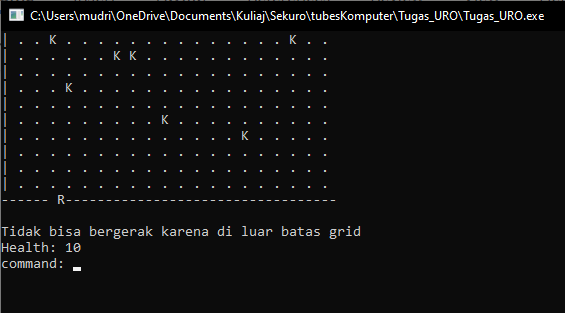 C:\Users\mudri\OneDrive\Documents\Kuliaj\Sekuro\tubesKomputer\Tugas_URO\Tugas_URO.exe
| . . K . . . . . . . . . . . . . . K . .
| . . . . . . K K . . . . . . . . . . . .
| . . . . . . . . . . . . . . . . . . . .
| . . . K . . . . . . . . . . . . . . . .
| . . . . . . . . . . . . . . . . . . . .
| . . . . . . . . . K . . . . . . . . . .
| . . . . . . . . . . . . . . K . . . . .
| . . . . . . . . . . . . . . . . . . . .
| . . . . . . . . . . . . . . . . . . . .
| . . . . . . . . . . . . . . . . . . . .
------ R----------------------------------
Tidak bisa bergerak karena di luar batas grid
Health: 10
command: